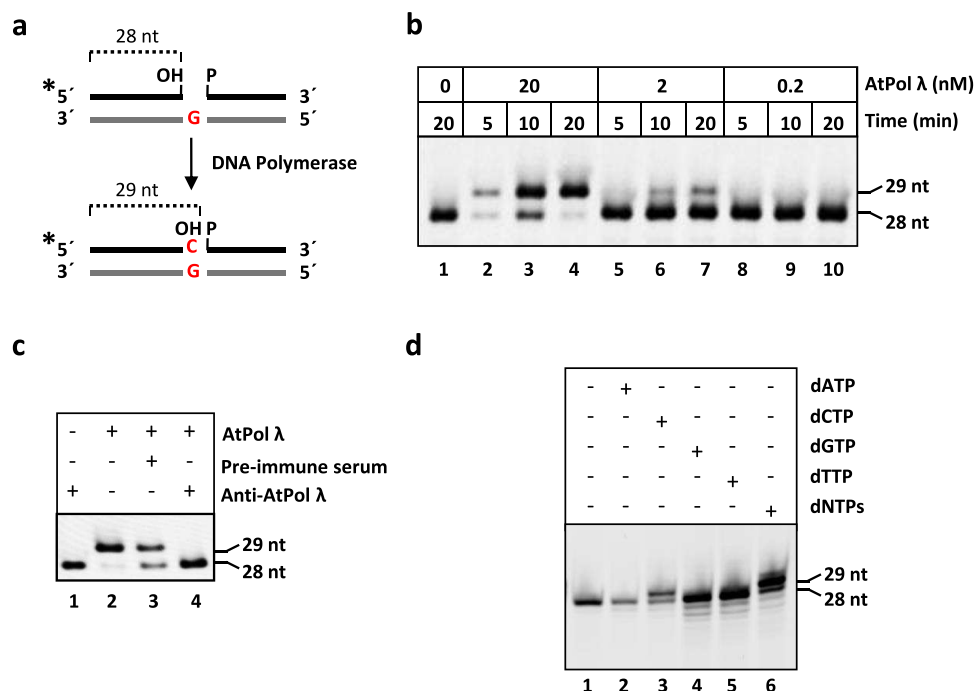 a
28 nt
OH P
*5´ 3´
3´ G 5´
DNA Polymerase
29 nt
OH P
*5´ C 3´
3´ G 5´
b
0 20 2 0.2 AtPol λ (nM)
20 5 10 20 5 10 20 5 10 20 Time (min)
29 nt
28 nt
1 2 3 4 5 6 7 8 9 10
c
- + + + AtPol λ
- - + - Pre-immune serum
+ - - + Anti-AtPol λ
29 nt
28 nt
1 2 3 4
d
- + - - - - dATP
- - + - - - dCTP
- - - + - - dGTP
- - - - + - dTTP
- - - - - + dNTPs
29 nt
28 nt
1 2 3 4 5 6